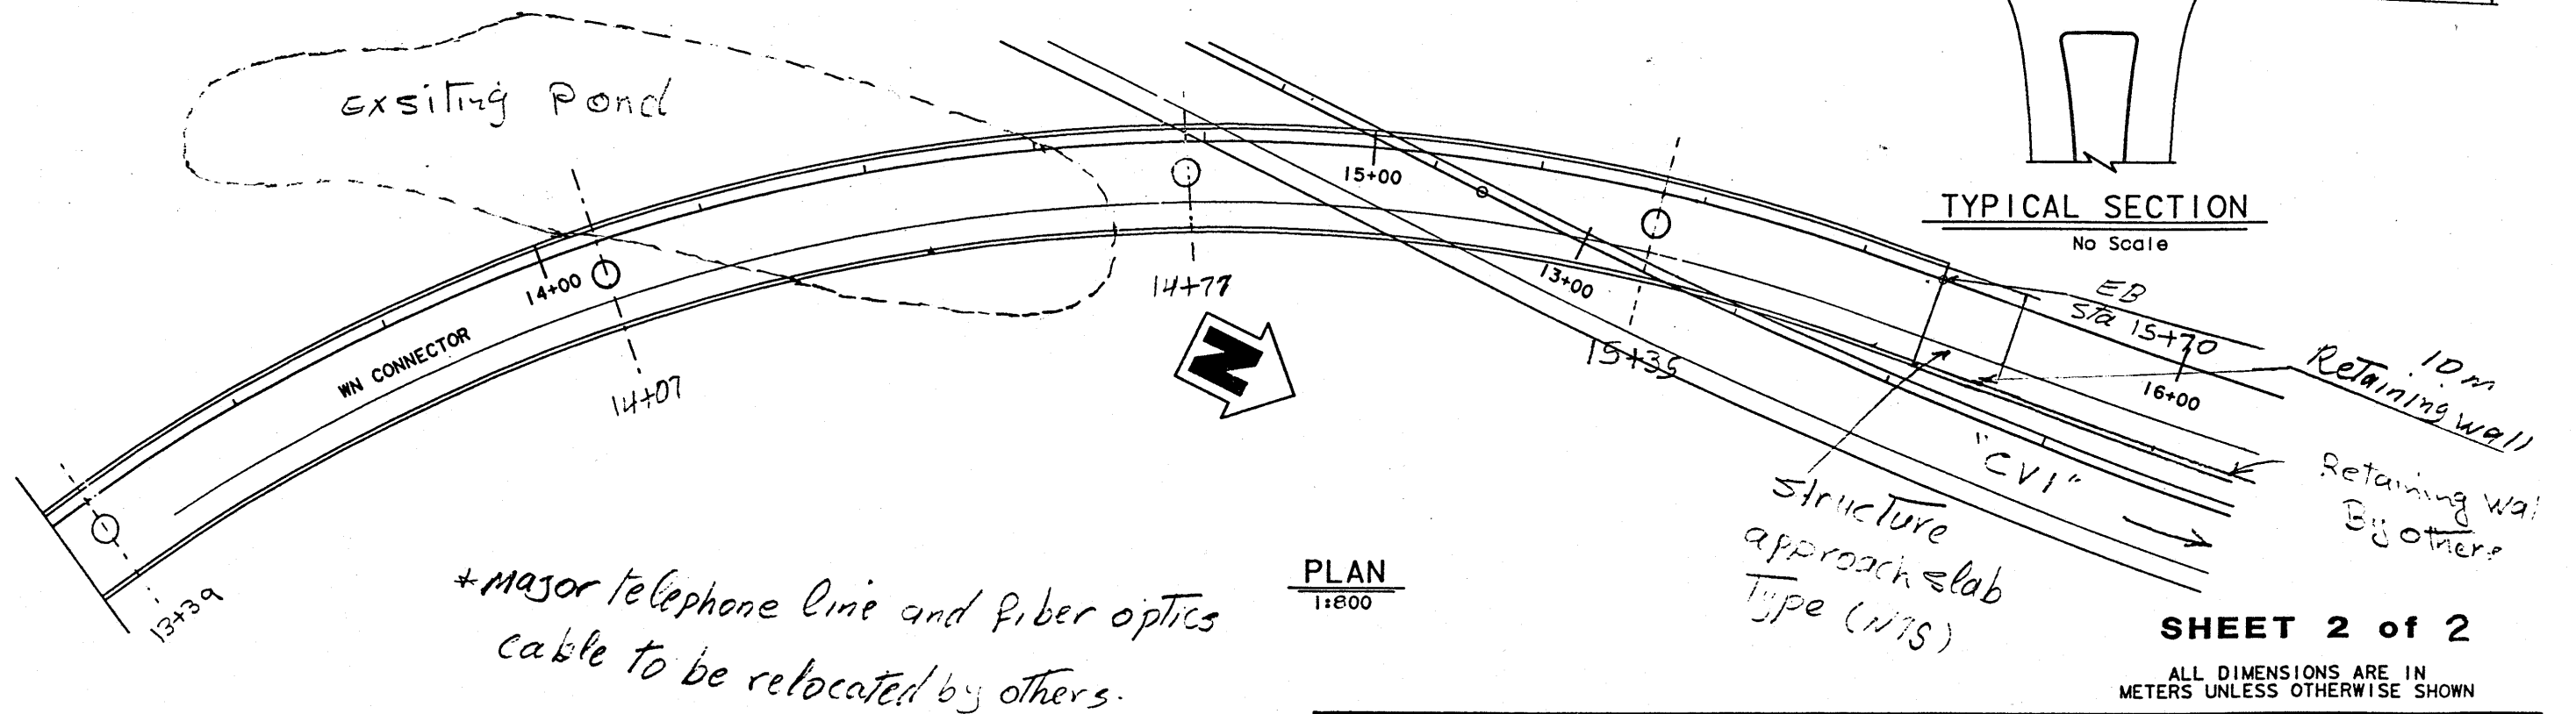 Exsiting Pond
15+00
TYPICAL SECTION
No Scale
14+00
14+77
13+00
EB
Sta 15+70
WN CONNECTOR
14+07
15+35
16+00
10 m
Retaining wall
"CV1"
Retaining Wal
By others
Structure
approach slab
Type (N9S)
13+39
N
PLAN
1:800
*Major telephone line and fiber optics
cable to be relocated by others.
SHEET 2 of 2
ALL DIMENSIONS ARE IN
METERS UNLESS OTHERWISE SHOWN